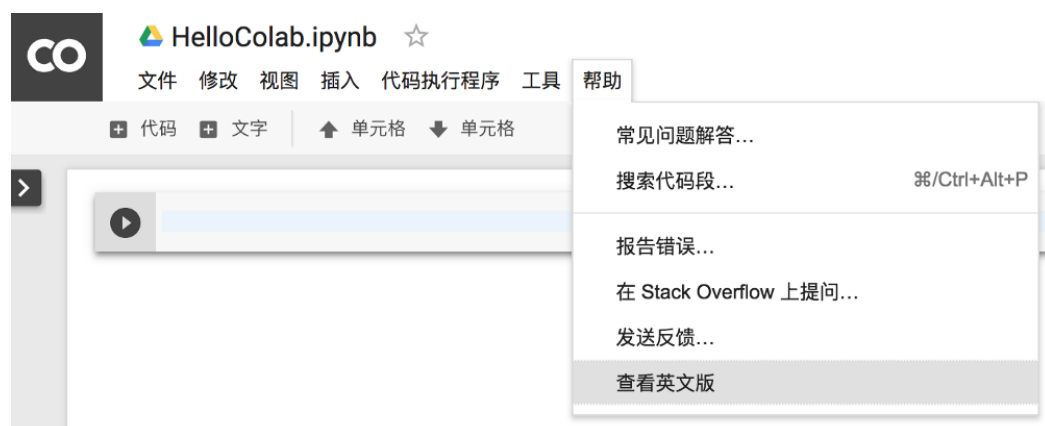 CO
HelloColab.ipynb
文件 修改 视图 插入 代码执行程序 工具 帮助
代码 文字 单元格 单元格
常见问题解答...
搜索代码段... ⌘/Ctrl+Alt+P
报告错误...
在 Stack Overflow 上提问...
发送反馈...
查看英文版